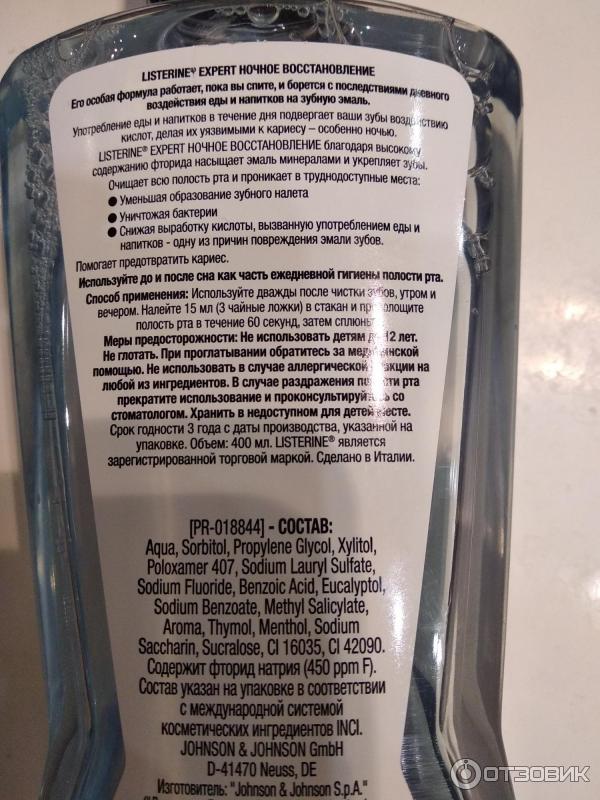 LISTERINE® EXPERT НОЧНОЕ ВОССТАНОВЛЕНИЕ
Его особая формула работает, пока вы спите, и борется с последствиями дневного
воздействия еды и напитков на зубную эмаль.
Употребление еды и напитков в течение дня подвергает ваши зубы воздействию
кислот, делая их уязвимыми к кариесу – особенно ночью.
LISTERINE® EXPERT НОЧНОЕ ВОССТАНОВЛЕНИЕ благодаря высокому
содержанию фторида насыщает эмаль минералами и укрепляет зубы.
Очищает всю полость рта и проникает в труднодоступные места:
● Уменьшая образование зубного налета
● Уничтожая бактерии
● Снижая выработку кислоты, вызванную употреблением еды и
напитков - одну из причин повреждения эмали зубов.
Помогает предотвратить кариес.
Используйте до и после сна как часть ежедневной гигиены полости рта.
Способ применения: Используйте дважды после чистки зубов, утром и
вечером. Налейте 15 мл (3 чайные ложки) в стакан и прополощите
полость рта в течение 60 секунд, затем сплюньте.
Меры предосторожности: Не использовать детям до 12 лет.
Не глотать. При проглатывании обратитесь за медицинской
помощью. Не использовать в случае аллергической реакции на
любой из ингредиентов. В случае раздражения полости рта
прекратите использование и проконсультируйтесь со
стоматологом. Хранить в недоступном для детей месте.
Срок годности 3 года с даты производства, указанной на
упаковке. Объем: 400 мл. LISTERINE® является
зарегистрированной торговой маркой. Сделано в Италии.
[PR-018844] - СОСТАВ:
Aqua, Sorbitol, Propylene Glycol, Xylitol,
Poloxamer 407, Sodium Lauryl Sulfate,
Sodium Fluoride, Benzoic Acid, Eucalyptol,
Sodium Benzoate, Methyl Salicylate,
Aroma, Thymol, Menthol, Sodium
Saccharin, Sucralose, CI 16035, CI 42090.
Содержит фторид натрия (450 ppm F).
Состав указан на упаковке в соответствии
с международной системой
косметических ингредиентов INCI.
JOHNSON & JOHNSON GmbH
D-41470 Neuss, DE
Изготовитель: "Johnson & Johnson S.p.A."
ОТЗОВИК